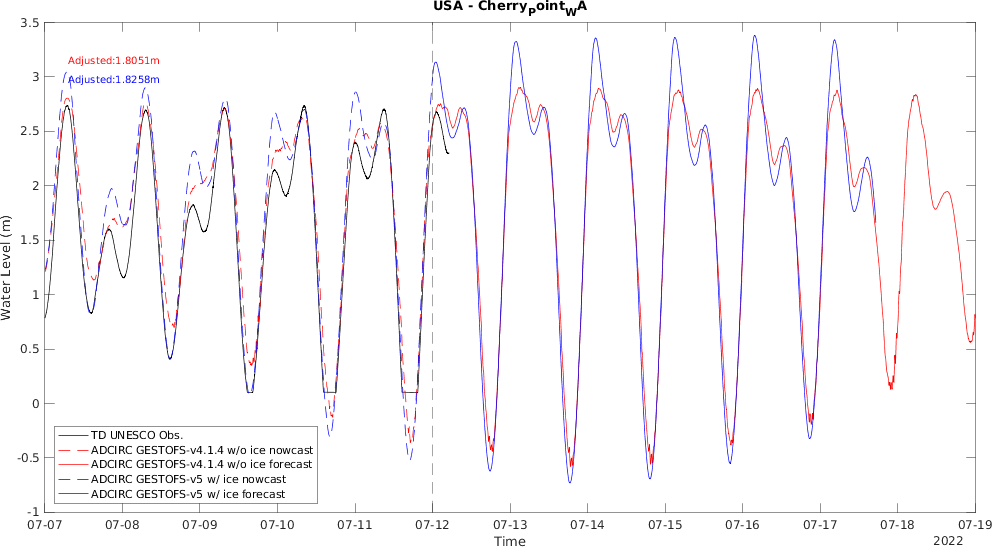 USA - CherryPointWA
Adjusted:1.8051m
Adjusted:1.8258m
Water Level (m)
3.5
3
2.5
2
1.5
1
0.5
0
-0.5
-1
TD UNESCO Obs.
ADCIRC GESTOFS-v4.1.4 w/o ice nowcast
ADCIRC GESTOFS-v4.1.4 w/o ice forecast
ADCIRC GESTOFS-v5 w/ ice nowcast
ADCIRC GESTOFS-v5 w/ ice forecast
07-07 07-08 07-09 07-10 07-11 07-12 07-13 07-14 07-15 07-16 07-17 07-18 07-19
Time
2022